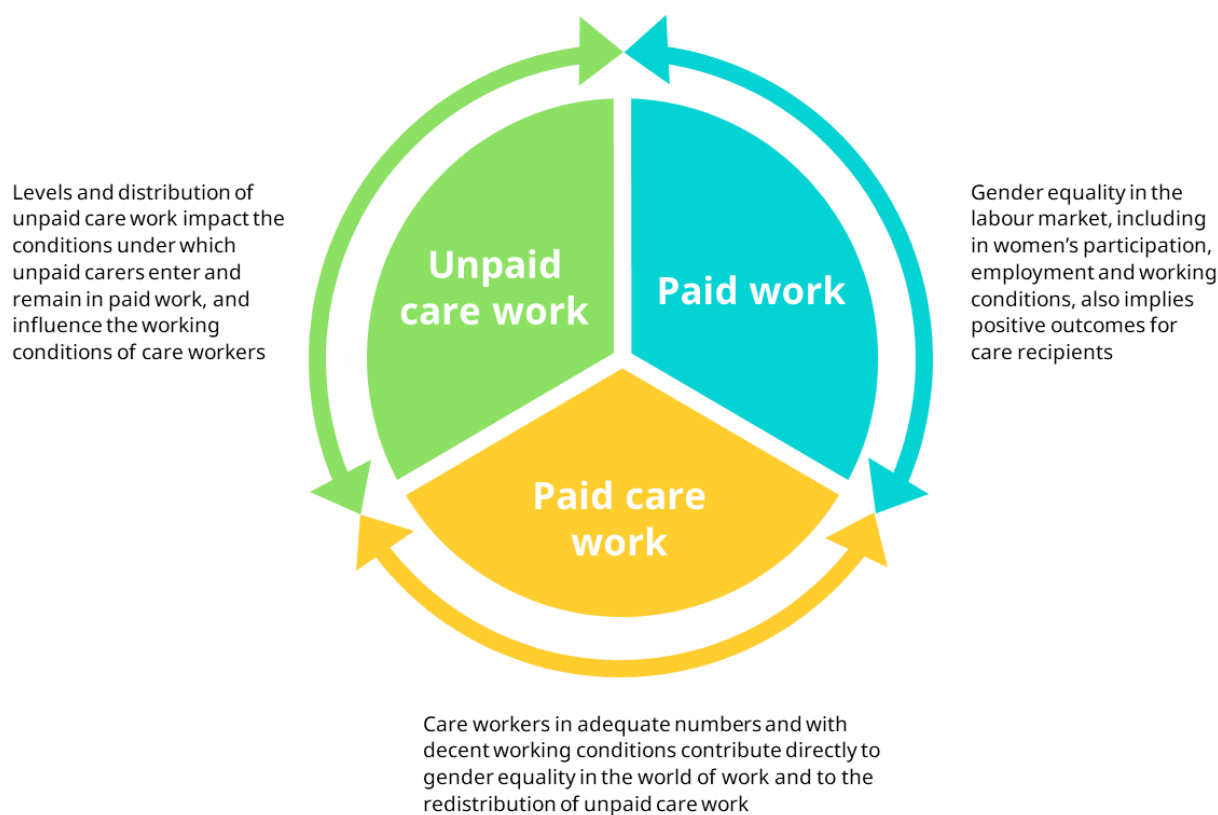 Levels and distribution of
unpaid care work impact the
conditions under which
unpaid carers enter and
remain in paid work, and
influence the working
conditions of care workers
Unpaid
care work
Paid work
Gender equality in the
labour market, including
in women’s participation,
employment and working
conditions, also implies
positive outcomes for
care recipients
Paid care
work
Care workers in adequate numbers and with
decent working conditions contribute directly to
gender equality in the world of work and to the
redistribution of unpaid care work